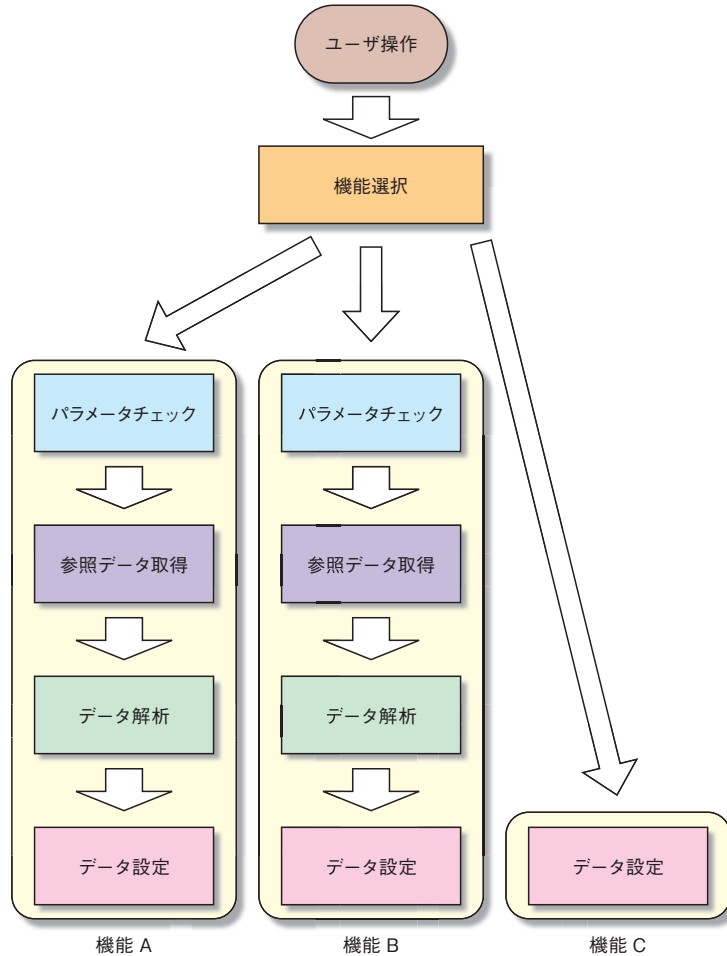 ユーザ操作
機能選択
パラメータチェック
参照データ取得
データ解析
データ設定
機能 A
パラメータチェック
参照データ取得
データ解析
データ設定
機能 B
データ設定
機能 C